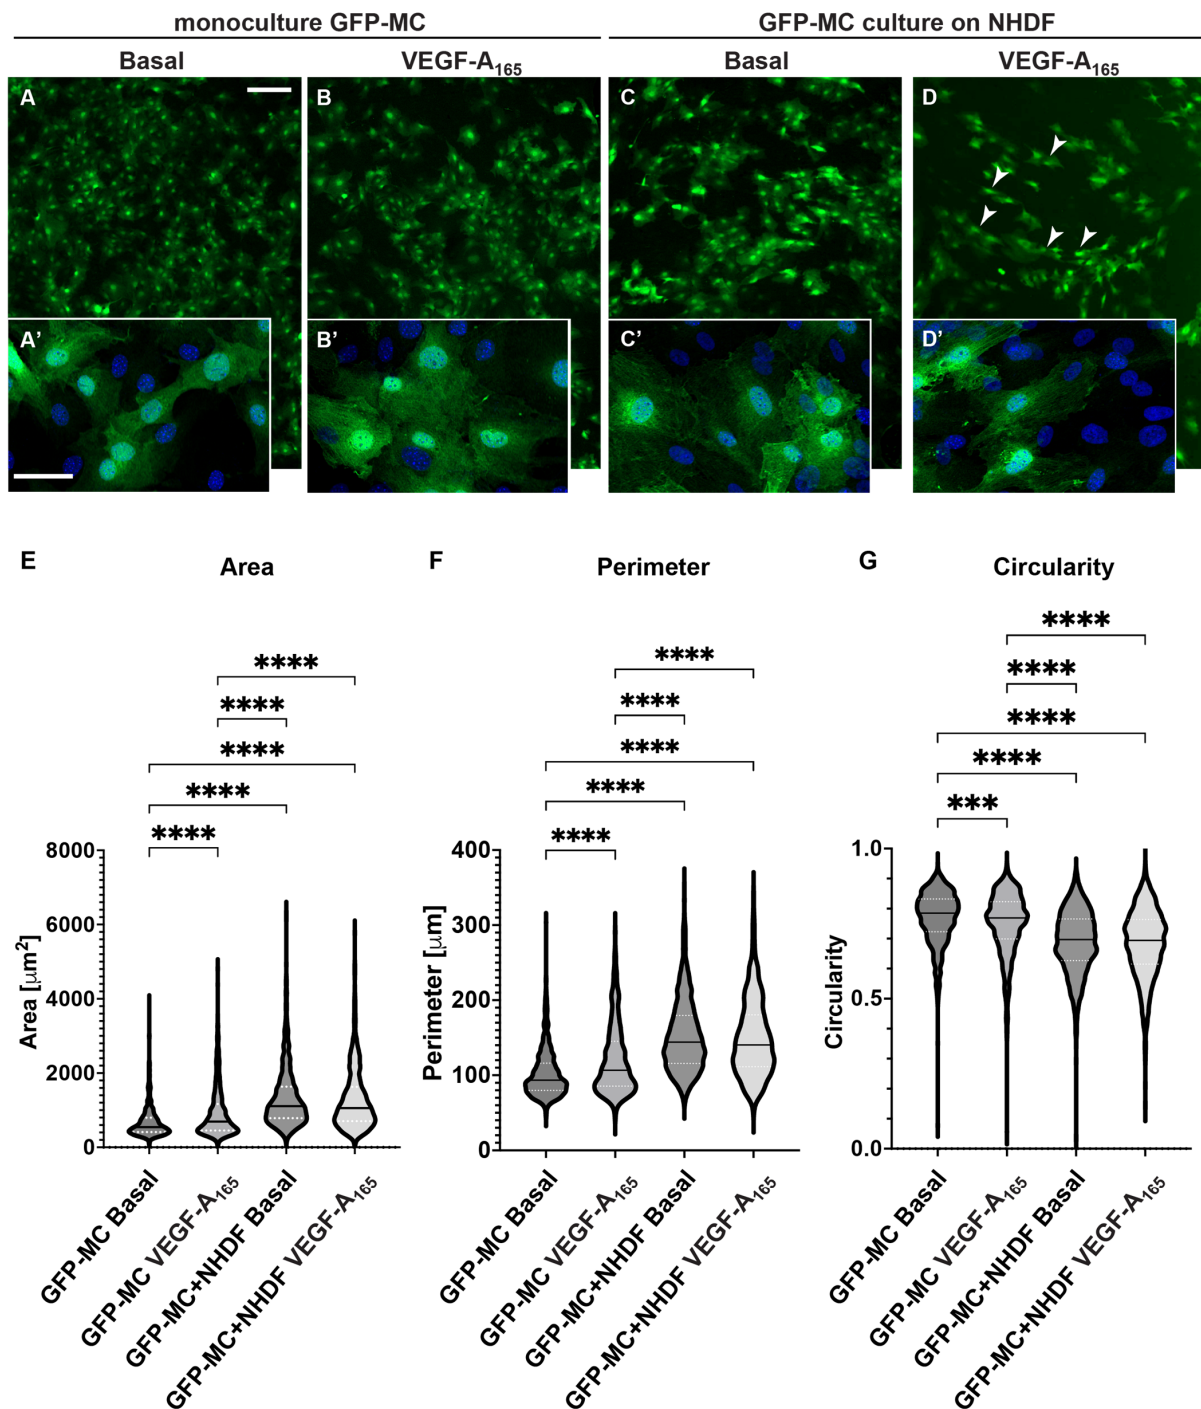 monoculture GFP-MC GFP-MC culture on NHDF
Basal VEGF-A₁₆₅ Basal VEGF-A₁₆₅
A B C D
A' B' C' D'
E Area F Perimeter G Circularity
**** **** ****
**** **** ****
**** **** ****
**** **** ****
**** **** ***
Area [μm²]
8000
6000
4000
2000
0
Perimeter [μm]
400
300
200
100
0
Circularity
1.0
0.5
0.0
GFP-MC Basal
GFP-MC VEGF-A₁₆₅
GFP-MC+NHDF Basal
GFP-MC+NHDF VEGF-A₁₆₅
GFP-MC Basal
GFP-MC VEGF-A₁₆₅
GFP-MC+NHDF Basal
GFP-MC+NHDF VEGF-A₁₆₅
GFP-MC Basal
GFP-MC VEGF-A₁₆₅
GFP-MC+NHDF Basal
GFP-MC+NHDF VEGF-A₁₆₅